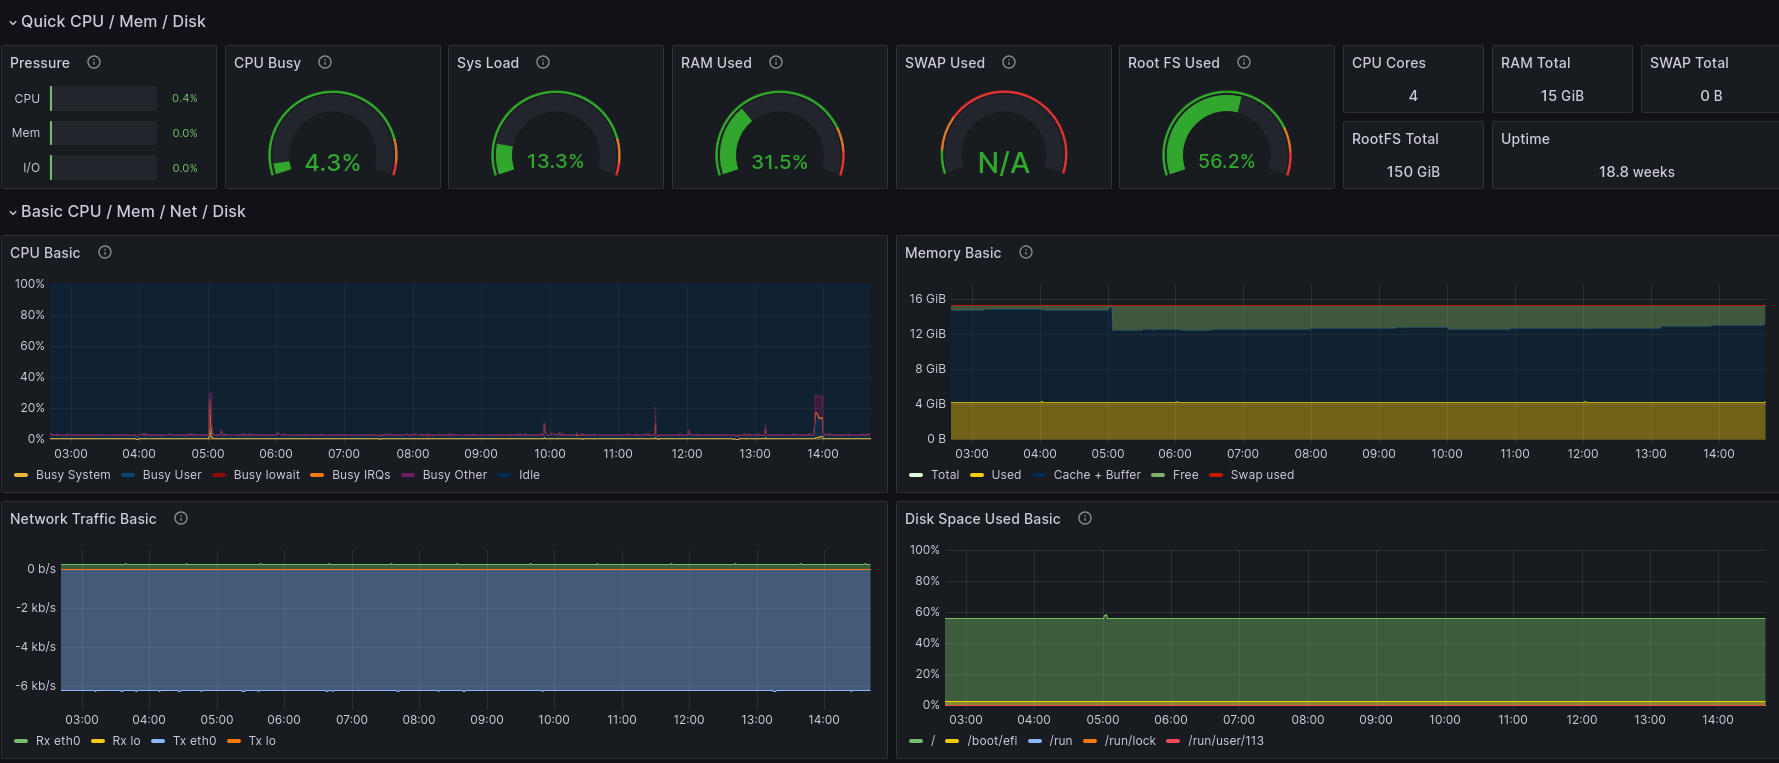 Quick CPU / Mem / Disk
Pressure
CPU 0.4%
Mem 0.0%
I/O 0.0%
CPU Busy
4.3%
Sys Load
13.3%
RAM Used
31.5%
SWAP Used
N/A
Root FS Used
56.2%
CPU Cores
4
RAM Total
15 GiB
SWAP Total
0 B
RootFS Total
150 GiB
Uptime
18.8 weeks
Basic CPU / Mem / Net / Disk
CPU Basic
100%
80%
60%
40%
20%
0%
03:00 04:00 05:00 06:00 07:00 08:00 09:00 10:00 11:00 12:00 13:00 14:00
Busy System Busy User Busy Iowait Busy IRQs Busy Other Idle
Memory Basic
16 GiB
12 GiB
8 GiB
4 GiB
0 B
03:00 04:00 05:00 06:00 07:00 08:00 09:00 10:00 11:00 12:00 13:00 14:00
Total Used Cache + Buffer Free Swap used
Network Traffic Basic
0 b/s
-2 kb/s
-4 kb/s
-6 kb/s
03:00 04:00 05:00 06:00 07:00 08:00 09:00 10:00 11:00 12:00 13:00 14:00
Rx eth0 Rx lo Tx eth0 Tx lo
Disk Space Used Basic
100%
80%
60%
40%
20%
0%
03:00 04:00 05:00 06:00 07:00 08:00 09:00 10:00 11:00 12:00 13:00 14:00
/ /boot/efi /run /run/lock /run/user/113